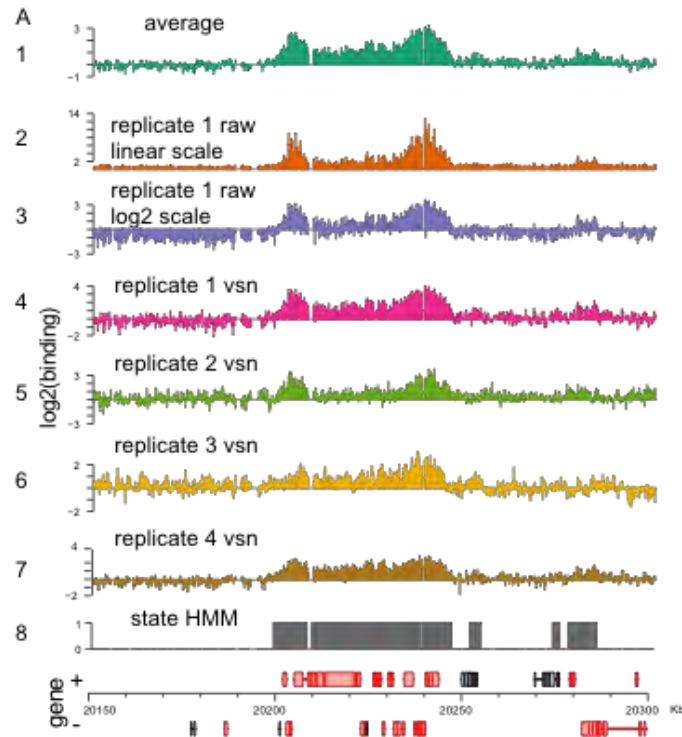 A
1
average
3
-1
2
replicate 1 raw
linear scale
14
2
3
replicate 1 raw
log2 scale
3
-3
4
replicate 1 vsn
4
-2
log2(binding)
5
replicate 2 vsn
3
-3
6
replicate 3 vsn
2
-2
7
replicate 4 vsn
4
-2
8
state HMM
1
0
gene + -
20150 20200 20250 20300 Kb